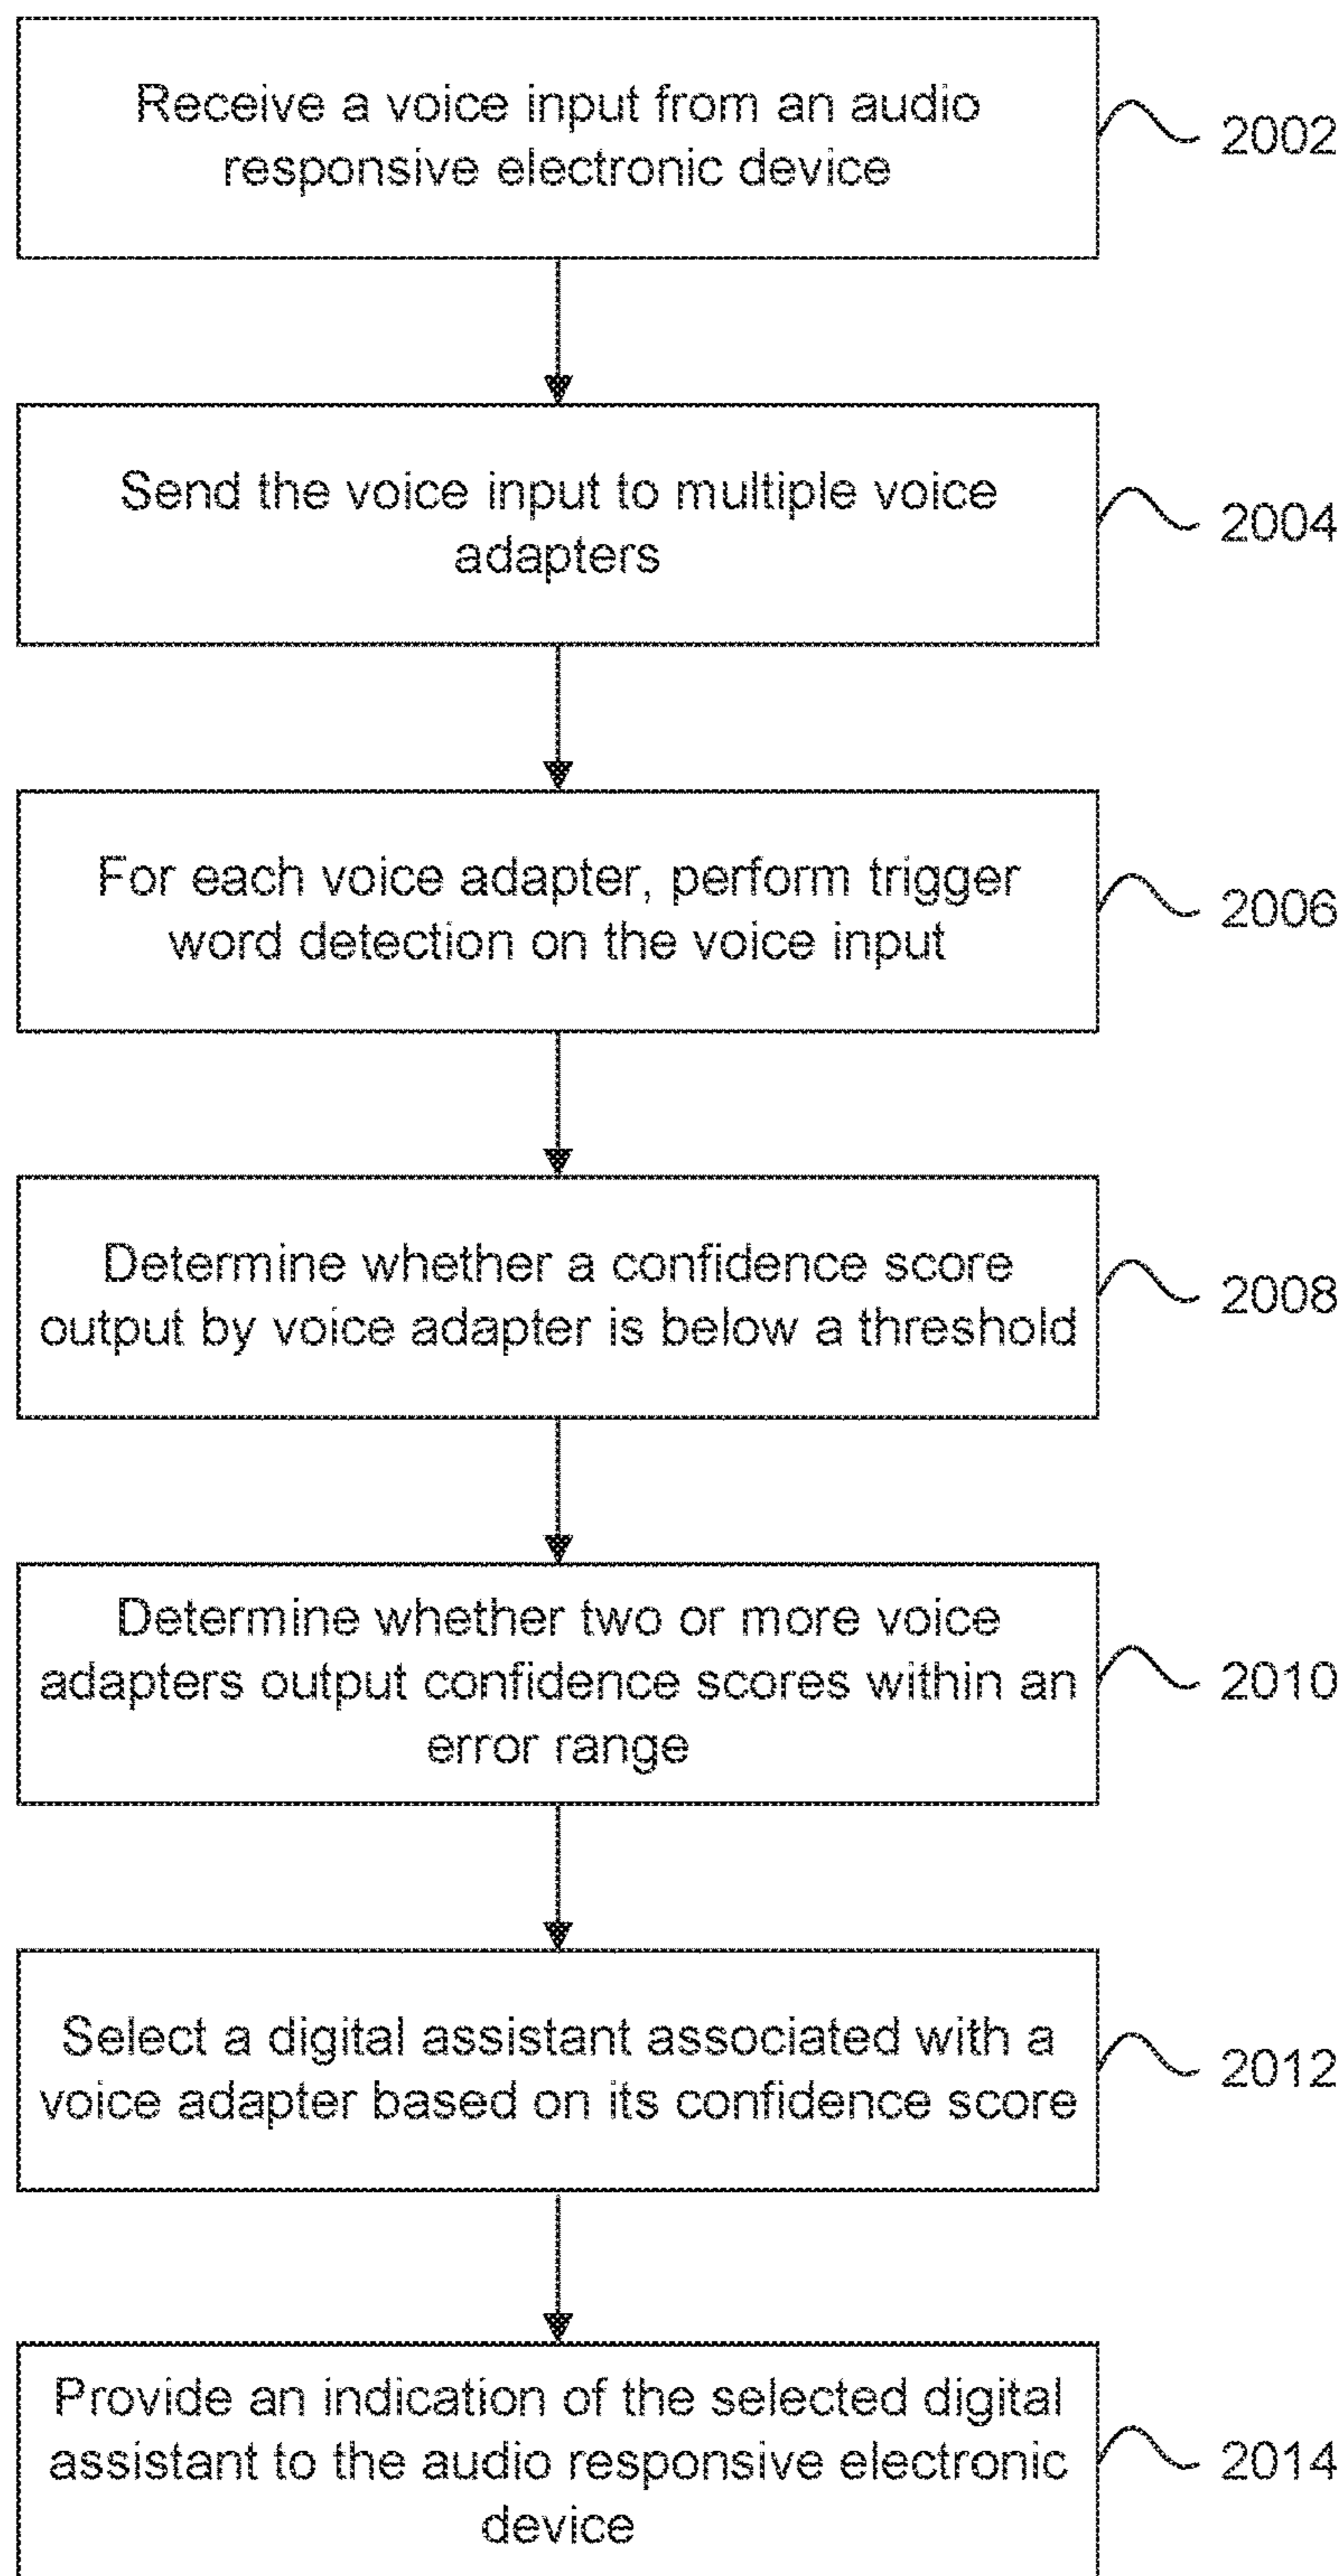 Receive a voice input from an audio
responsive electronic device
2002
Send the voice input to multiple voice
adapters
2004
For each voice adapter, perform trigger
word detection on the voice input
2006
Determine whether a confidence score
output by voice adapter is below a threshold
2008
Determine whether two or more voice
adapters output confidence scores within an
error range
2010
Select a digital assistant associated with a
voice adapter based on its confidence score
2012
Provide an indication of the selected digital
assistant to the audio responsive electronic
device
2014